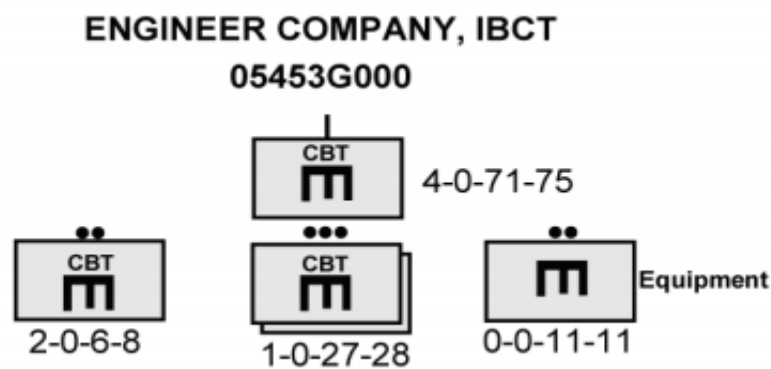 ENGINEER COMPANY, IBCT
05453G000
CBT
4-0-71-75
CBT
CBT
Equipment
2-0-6-8
1-0-27-28
0-0-11-11